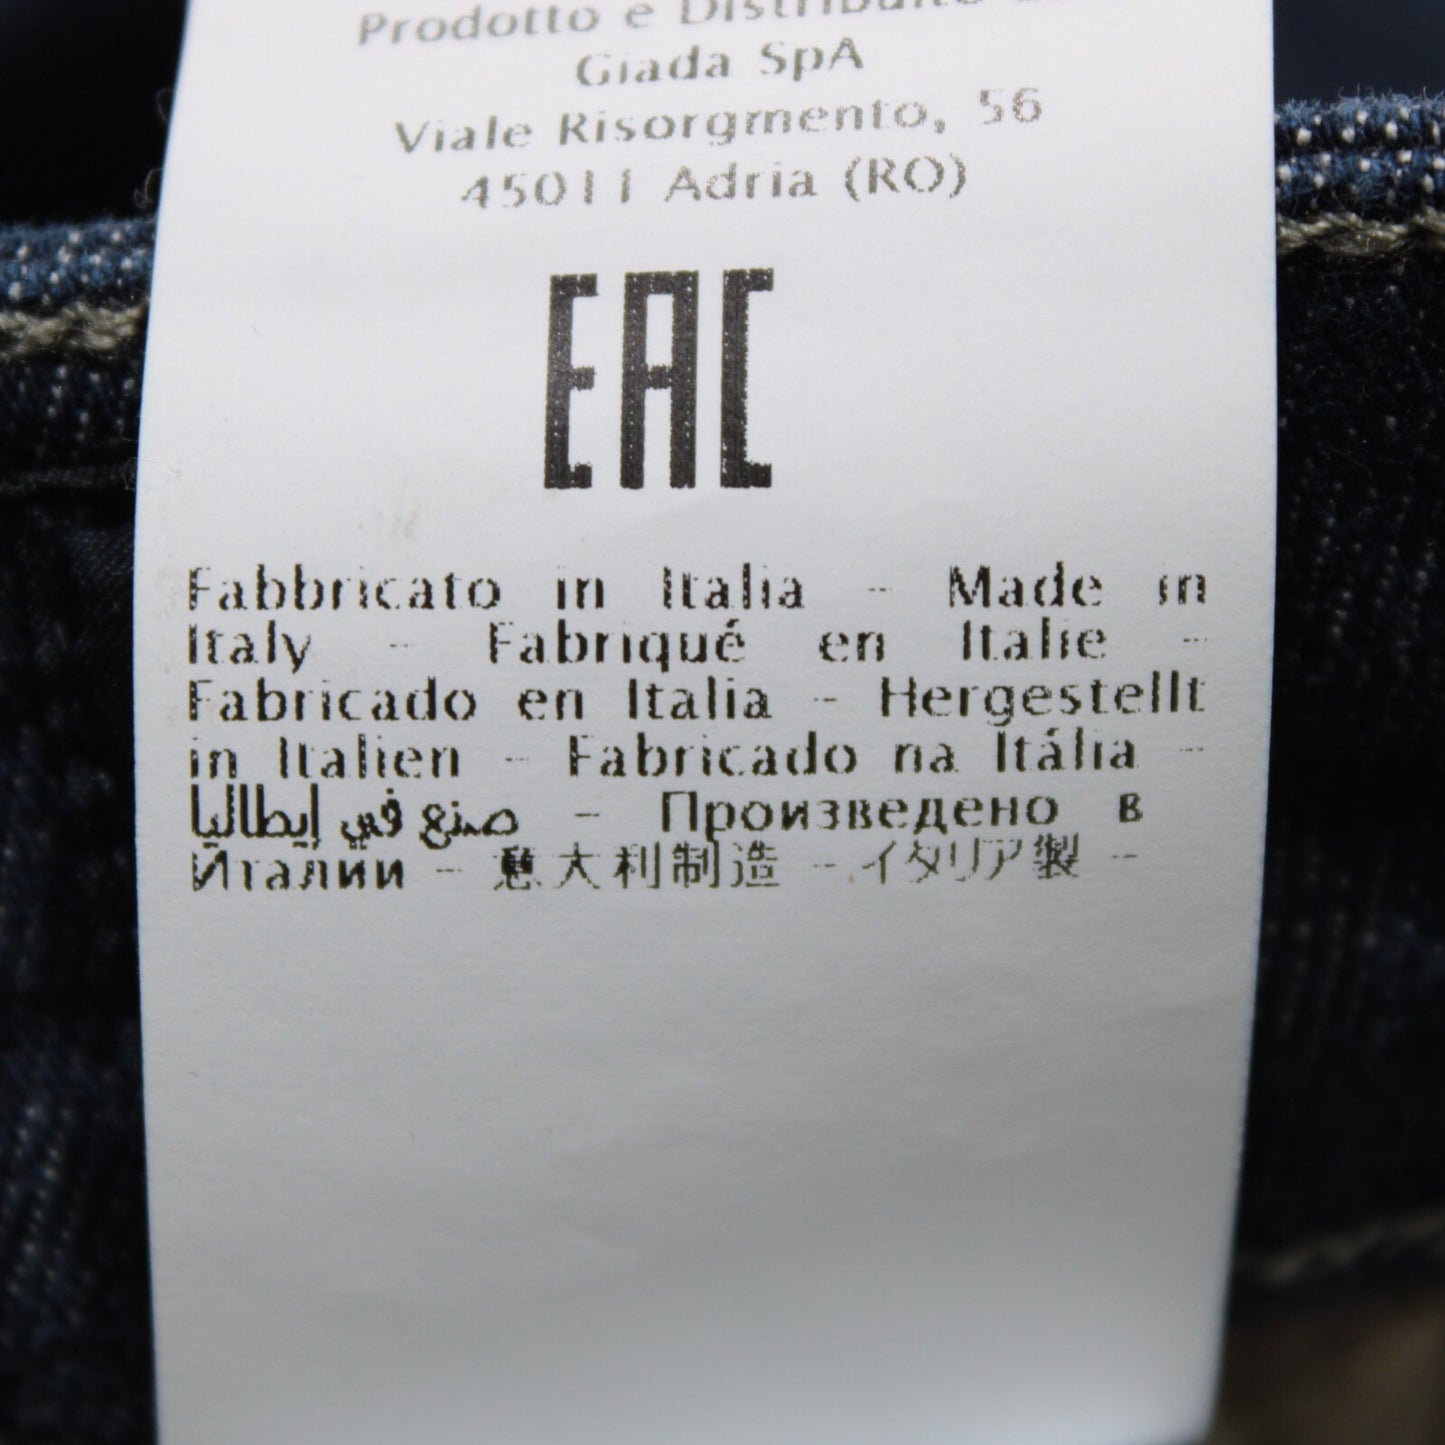 Prodotto e Distribuito
Giada SpA
Viale Risorgmento, 56
45011 Adria (RO)
EAC
Fabbricato in Italia - Made in
Italy - Fabriqué en Italie -
Fabricado en Italia - Hergestellt
in Italien - Fabricado na Itália -
صنع في إيطاليا - Произведено в
Италии - 意大利制造 - イタリア製 -